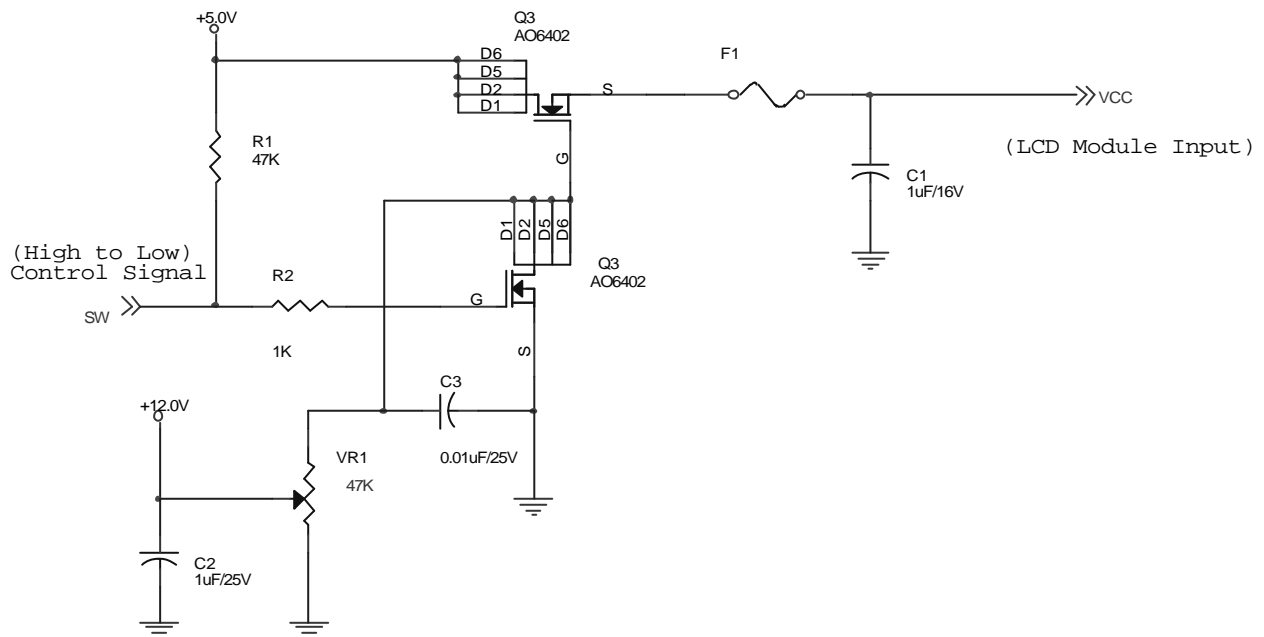 +5.0V
Q3
AO6402
D6
D5
D2
D1
S
G
F1
VCC
(LCD Module Input)
R1
47K
C1
1uF/16V
D1
D2
D5
D6
(High to Low)
Control Signal
SW
R2
1K
G
Q3
AO6402
S
C3
0.01uF/25V
+12.0V
VR1
47K
C2
1uF/25V